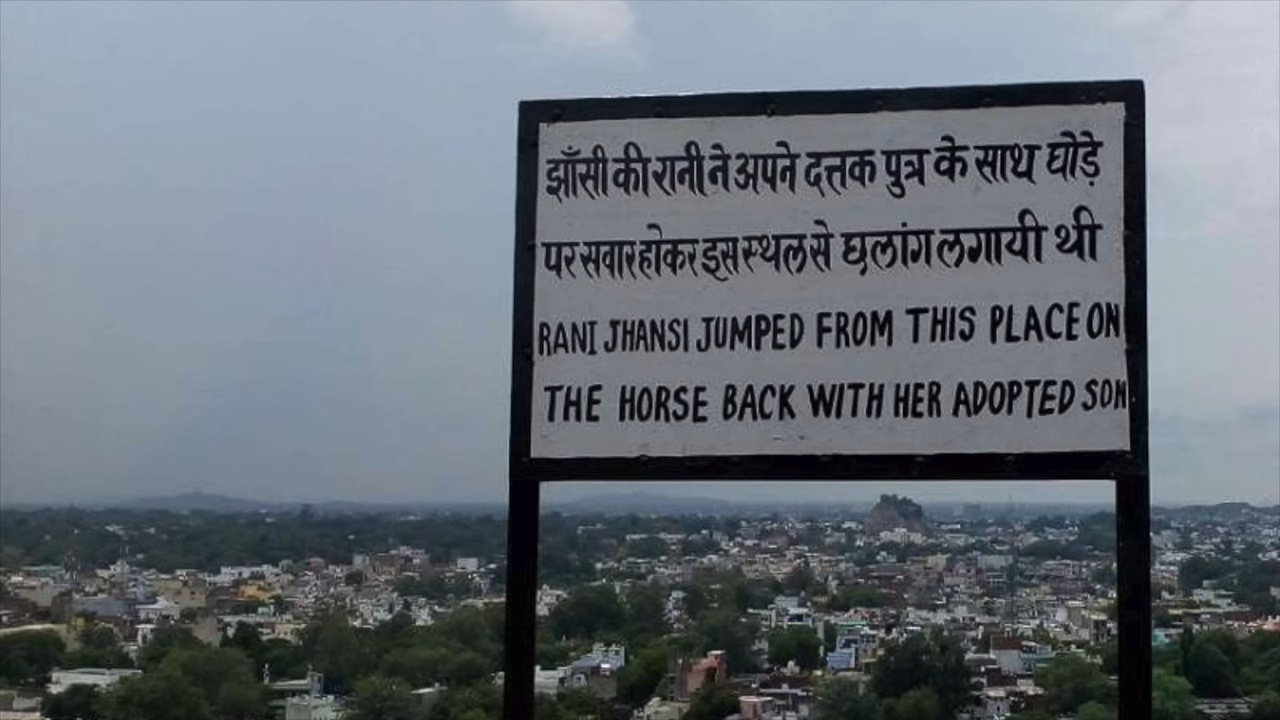 झाँसी की रानी ने अपने दत्तक पुत्र के साथ घोड़े
पर सवार होकर इस स्थल से छलांग लगायी थी
RANI JHANSI JUMPED FROM THIS PLACE ON
THE HORSE BACK WITH HER ADOPTED SON